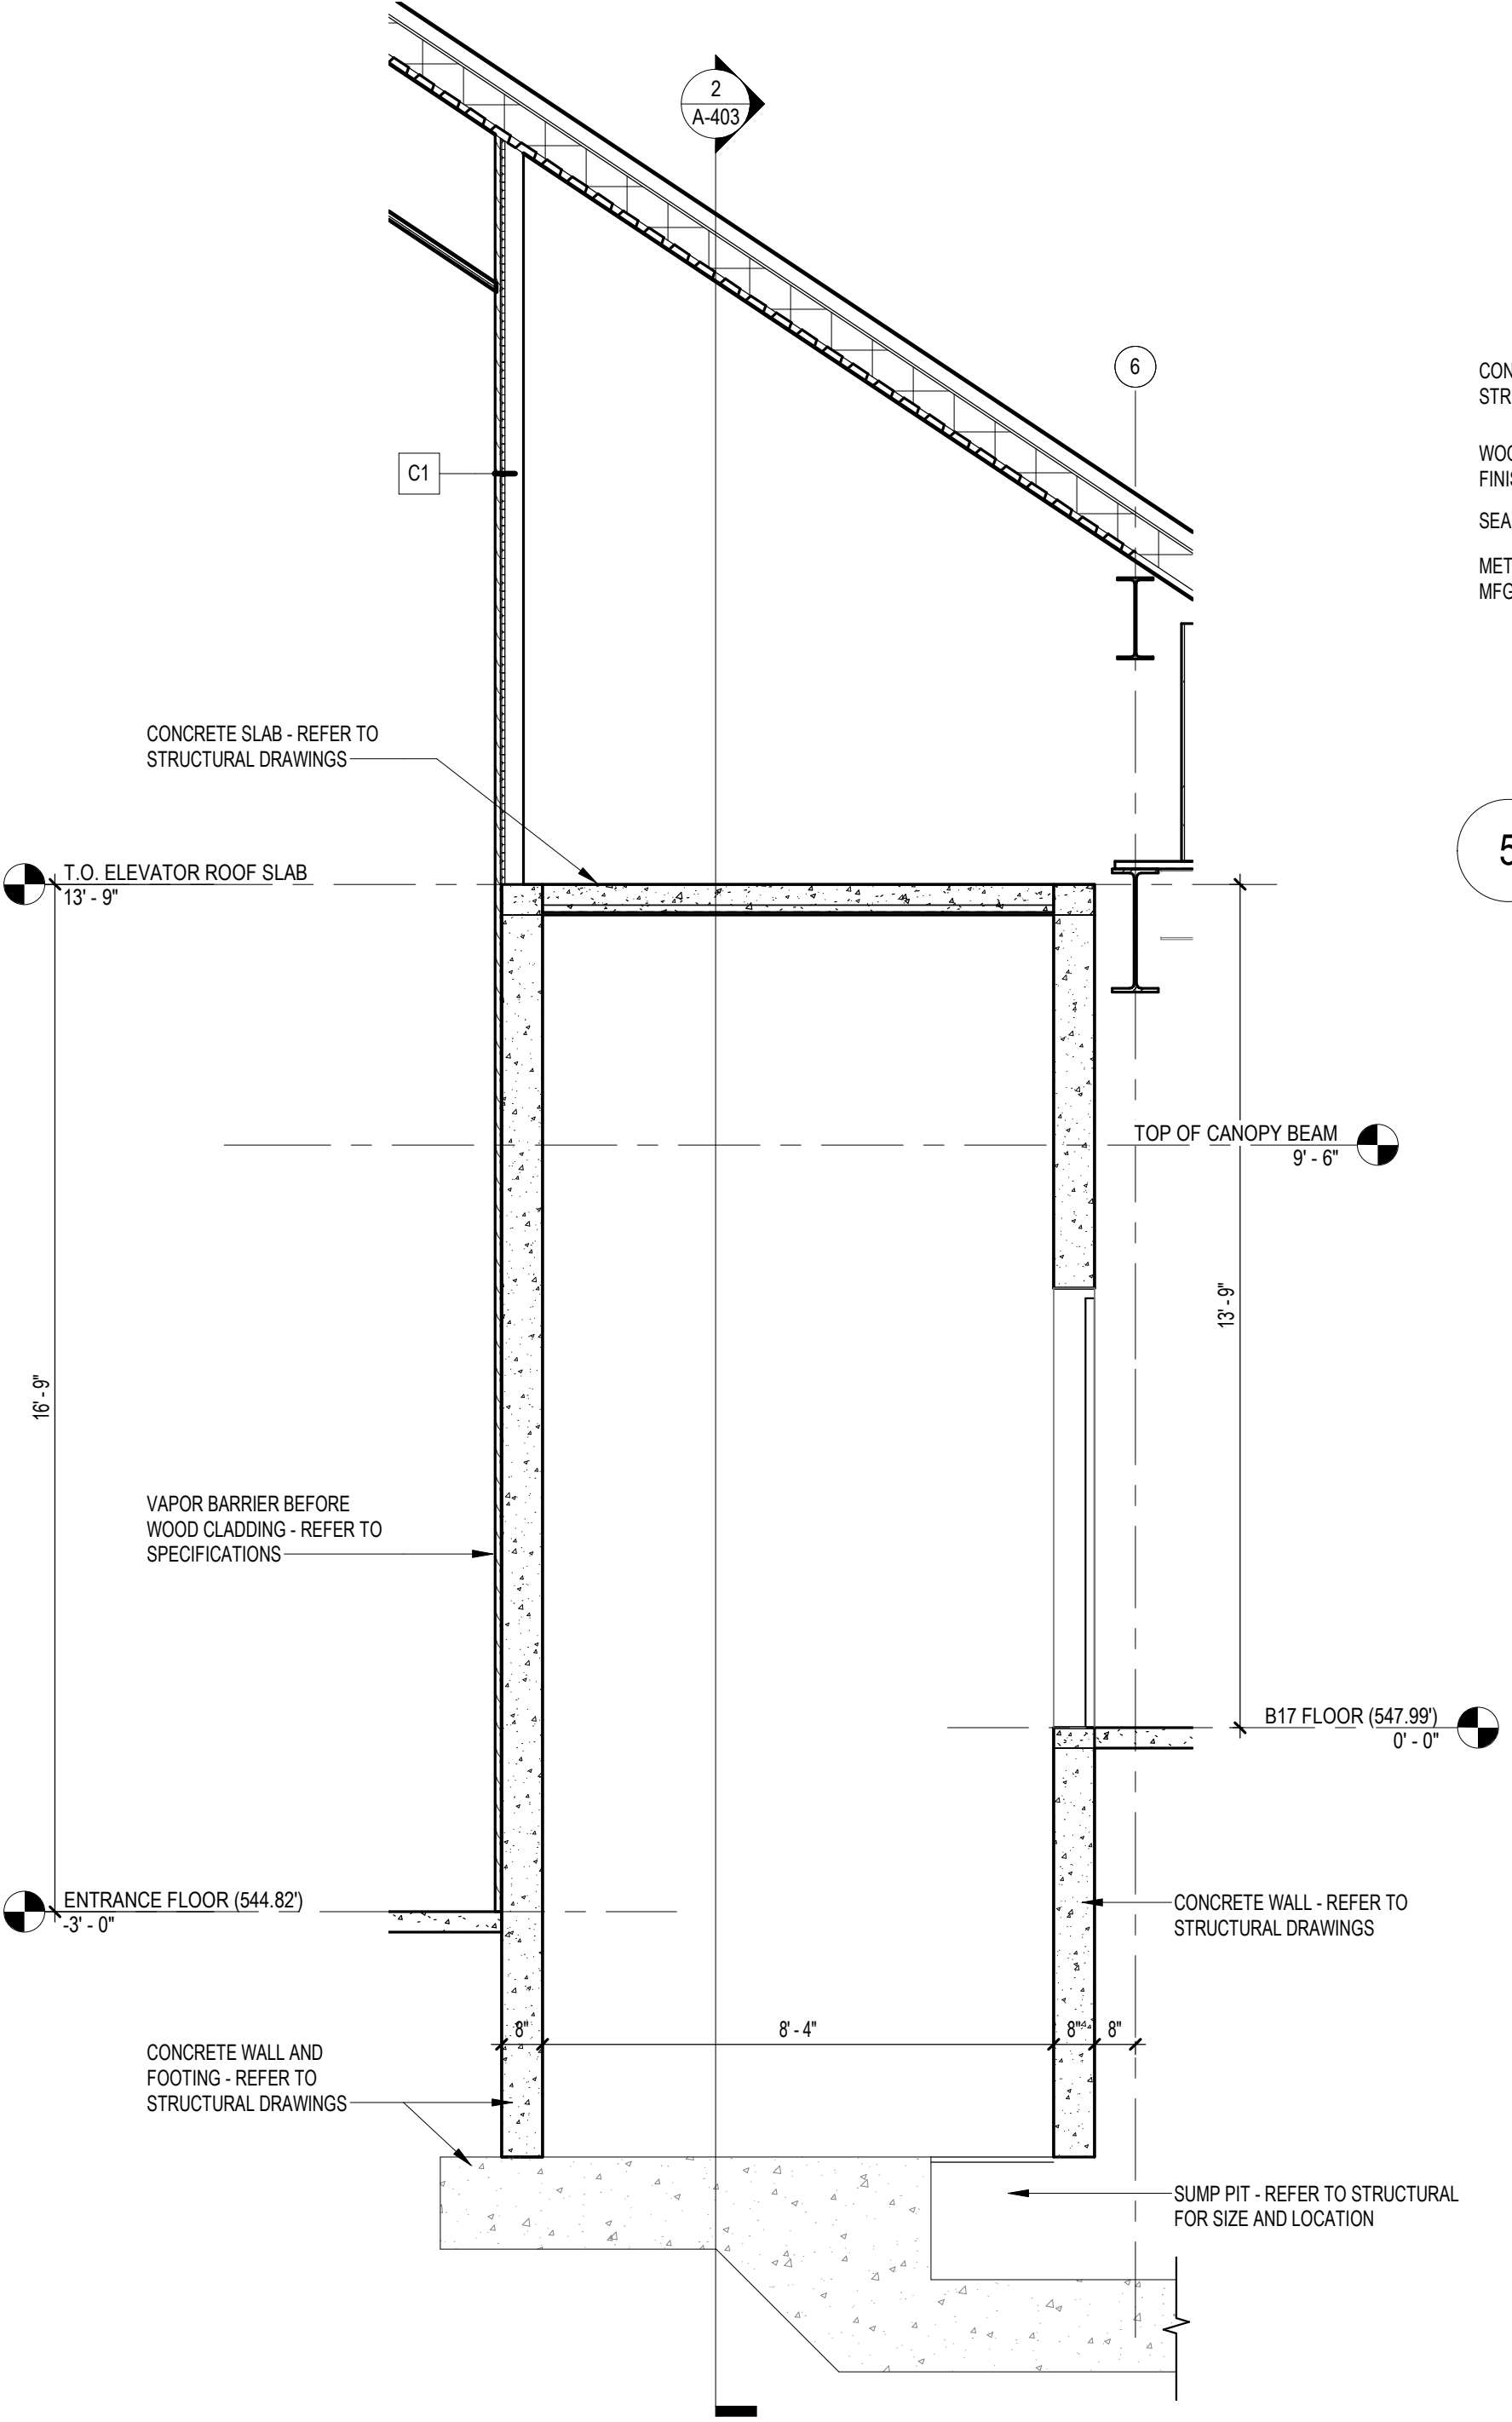 2
A-403
6
CON
STR
WOO
FINIS
SEA
MET
MFG
C1
CONCRETE SLAB - REFER TO
STRUCTURAL DRAWINGS
5
T.O. ELEVATOR ROOF SLAB
13' - 9"
TOP OF CANOPY BEAM
9' - 6"
13' - 9"
16' - 9"
VAPOR BARRIER BEFORE
WOOD CLADDING - REFER TO
SPECIFICATIONS
B17 FLOOR (547.99')
0' - 0"
ENTRANCE FLOOR (544.82')
-3' - 0"
CONCRETE WALL - REFER TO
STRUCTURAL DRAWINGS
8"
8' - 4"
8"
8"
CONCRETE WALL AND
FOOTING - REFER TO
STRUCTURAL DRAWINGS
SUMP PIT - REFER TO STRUCTURAL
FOR SIZE AND LOCATION